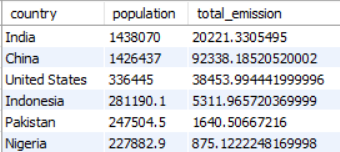 country population total_emission
India 1438070 20221.3305495
China 1426437 92338.18520520002
United States 336445 38453.994441999996
Indonesia 281190.1 5311.965720369999
Pakistan 247504.5 1640.50667216
Nigeria 227882.9 875.1222248169998